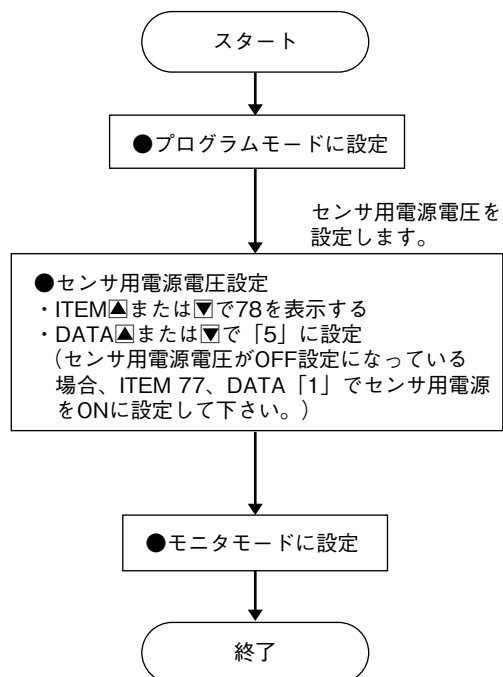 スタート
●プログラムモードに設定
センサ用電源電圧を
設定します。
●センサ用電源電圧設定
・ITEM▲または▼で78を表示する
・DATA▲または▼で「5」に設定
（センサ用電源電圧がOFF設定になっている
場合、ITEM 77、DATA「1」でセンサ用電源
をONに設定して下さい。）
●モニタモードに設定
終了